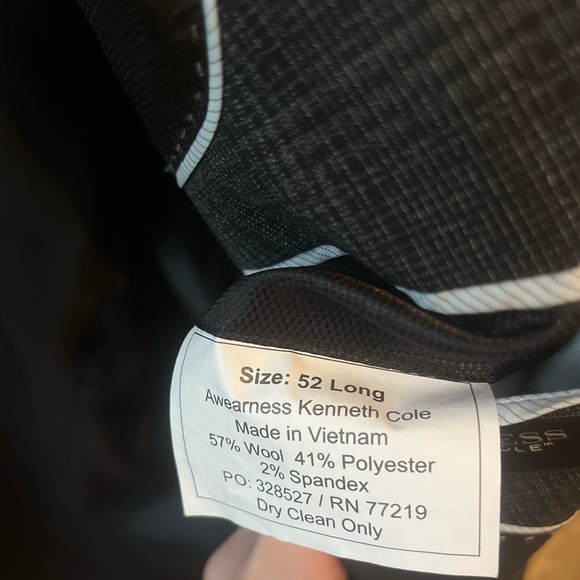 Size: 52 Long
Awearness Kenneth Cole
Made in Vietnam
57% Wool 41% Polyester
2% Spandex
PO: 328527 / RN 77219
Dry Clean Only